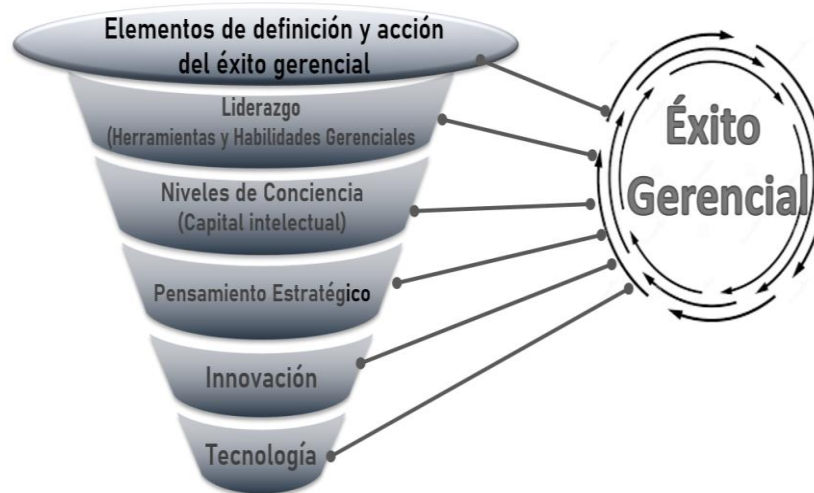 Elementos de definición y acción
del éxito gerencial
Liderazgo
(Herramientas y Habilidades Gerenciales
Niveles de Conciencia
(Capital intelectual)
Pensamiento Estratégico
Innovación
Tecnología
Éxito
Gerencial